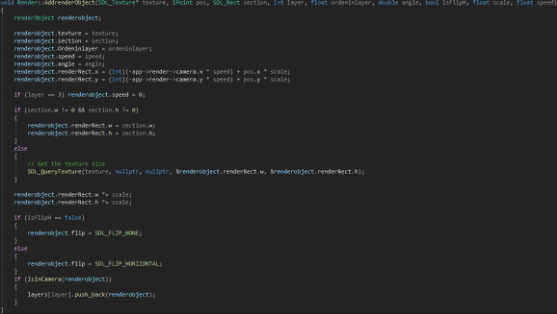 void Render::AddrenderObject(SDL_Texture* texture, iPoint pos, SDL_Rect section, int layer, float ordeninlayer, double angle, bool isFlipH, float scale, float speed)
{
renderObject renderobject;
renderobject.texture = texture;
renderobject.section = section;
renderobject.Ordeninlayer = ordeninlayer;
renderobject.speed = speed;
renderobject.angle = angle;
renderobject.renderRect.x = (int)(-app->render->camera.x * speed) + pos.x * scale;
renderobject.renderRect.y = (int)(-app->render->camera.y * speed) + pos.y * scale;
if (layer == 3) renderobject.speed = 0;
if (section.w != 0 && section.h != 0)
{
renderobject.renderRect.w = section.w;
renderobject.renderRect.h = section.h;
}
else
{
// Get the texture size
SDL_QueryTexture(texture, nullptr, nullptr, &renderobject.renderRect.w, &renderobject.renderRect.h);
}
renderobject.renderRect.w *= scale;
renderobject.renderRect.h *= scale;
if (isFlipH == false)
{
renderobject.flip = SDL_FLIP_NONE;
}
else
{
renderobject.flip = SDL_FLIP_HORIZONTAL;
}
if (IsinCamera(renderobject))
{
layers[layer].push_back(renderobject);
}
}